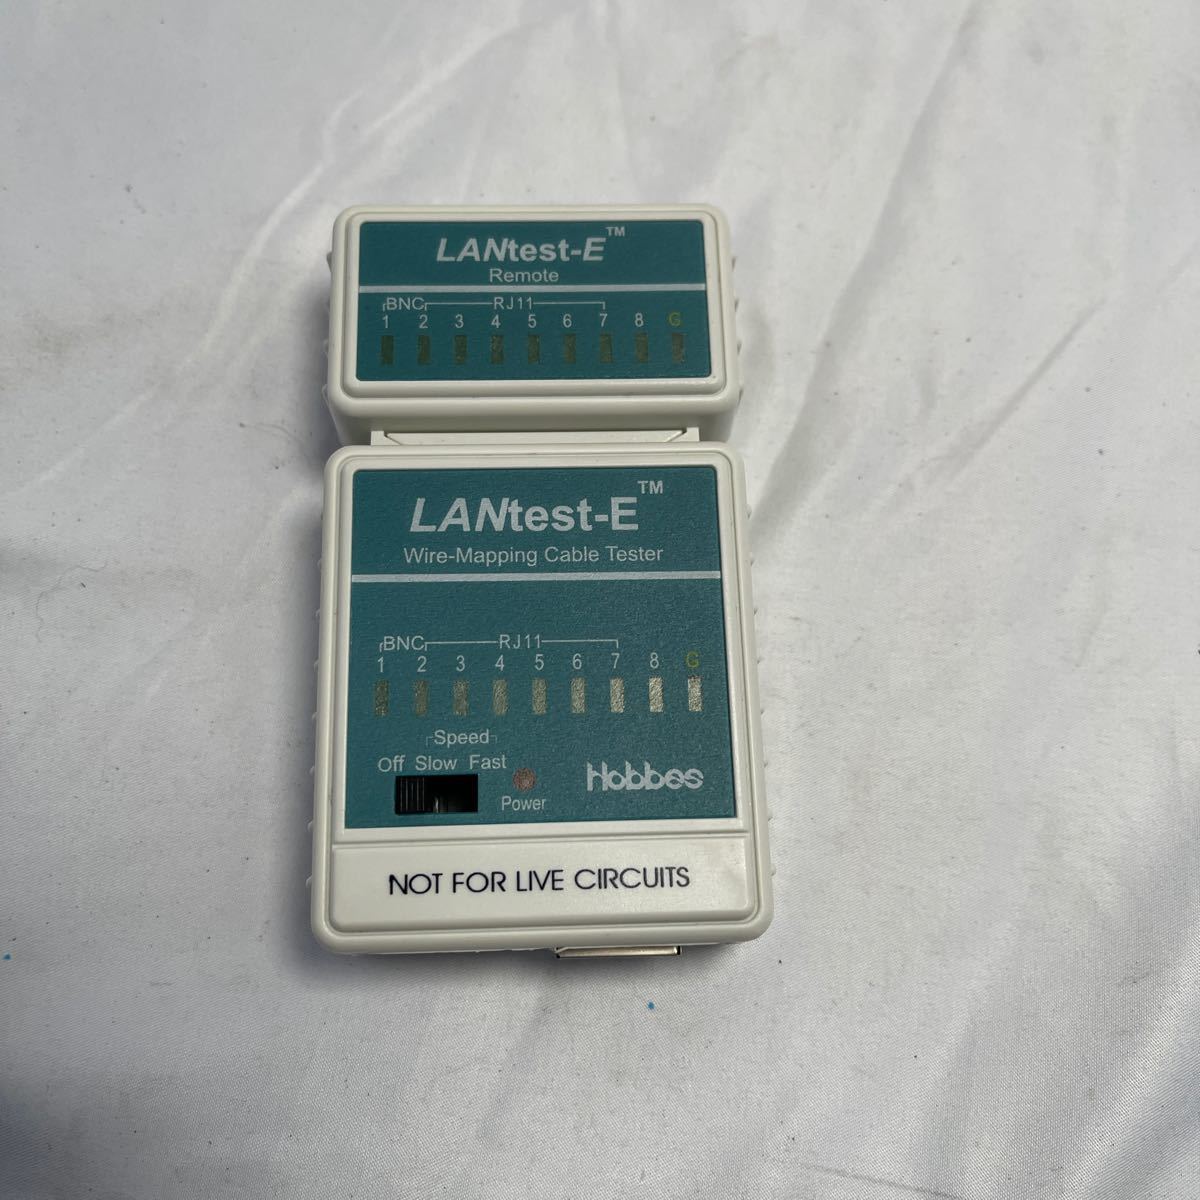 LANtest-E™
Remote
BNC RJ11
1 2 3 4 5 6 7 8 G
LANtest-E™
Wire-Mapping Cable Tester
BNC RJ11
1 2 3 4 5 6 7 8 G
Speed
Off Slow Fast
Power
Hobbes
NOT FOR LIVE CIRCUITS